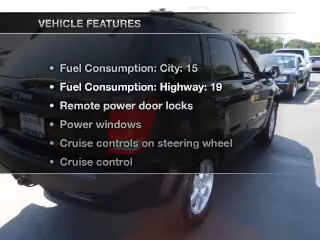 VEHICLE FEATURES
• Fuel Consumption: City: 15
• Fuel Consumption: Highway: 19
• Remote power door locks
• Power windows
• Cruise controls on steering wheel
• Cruise control